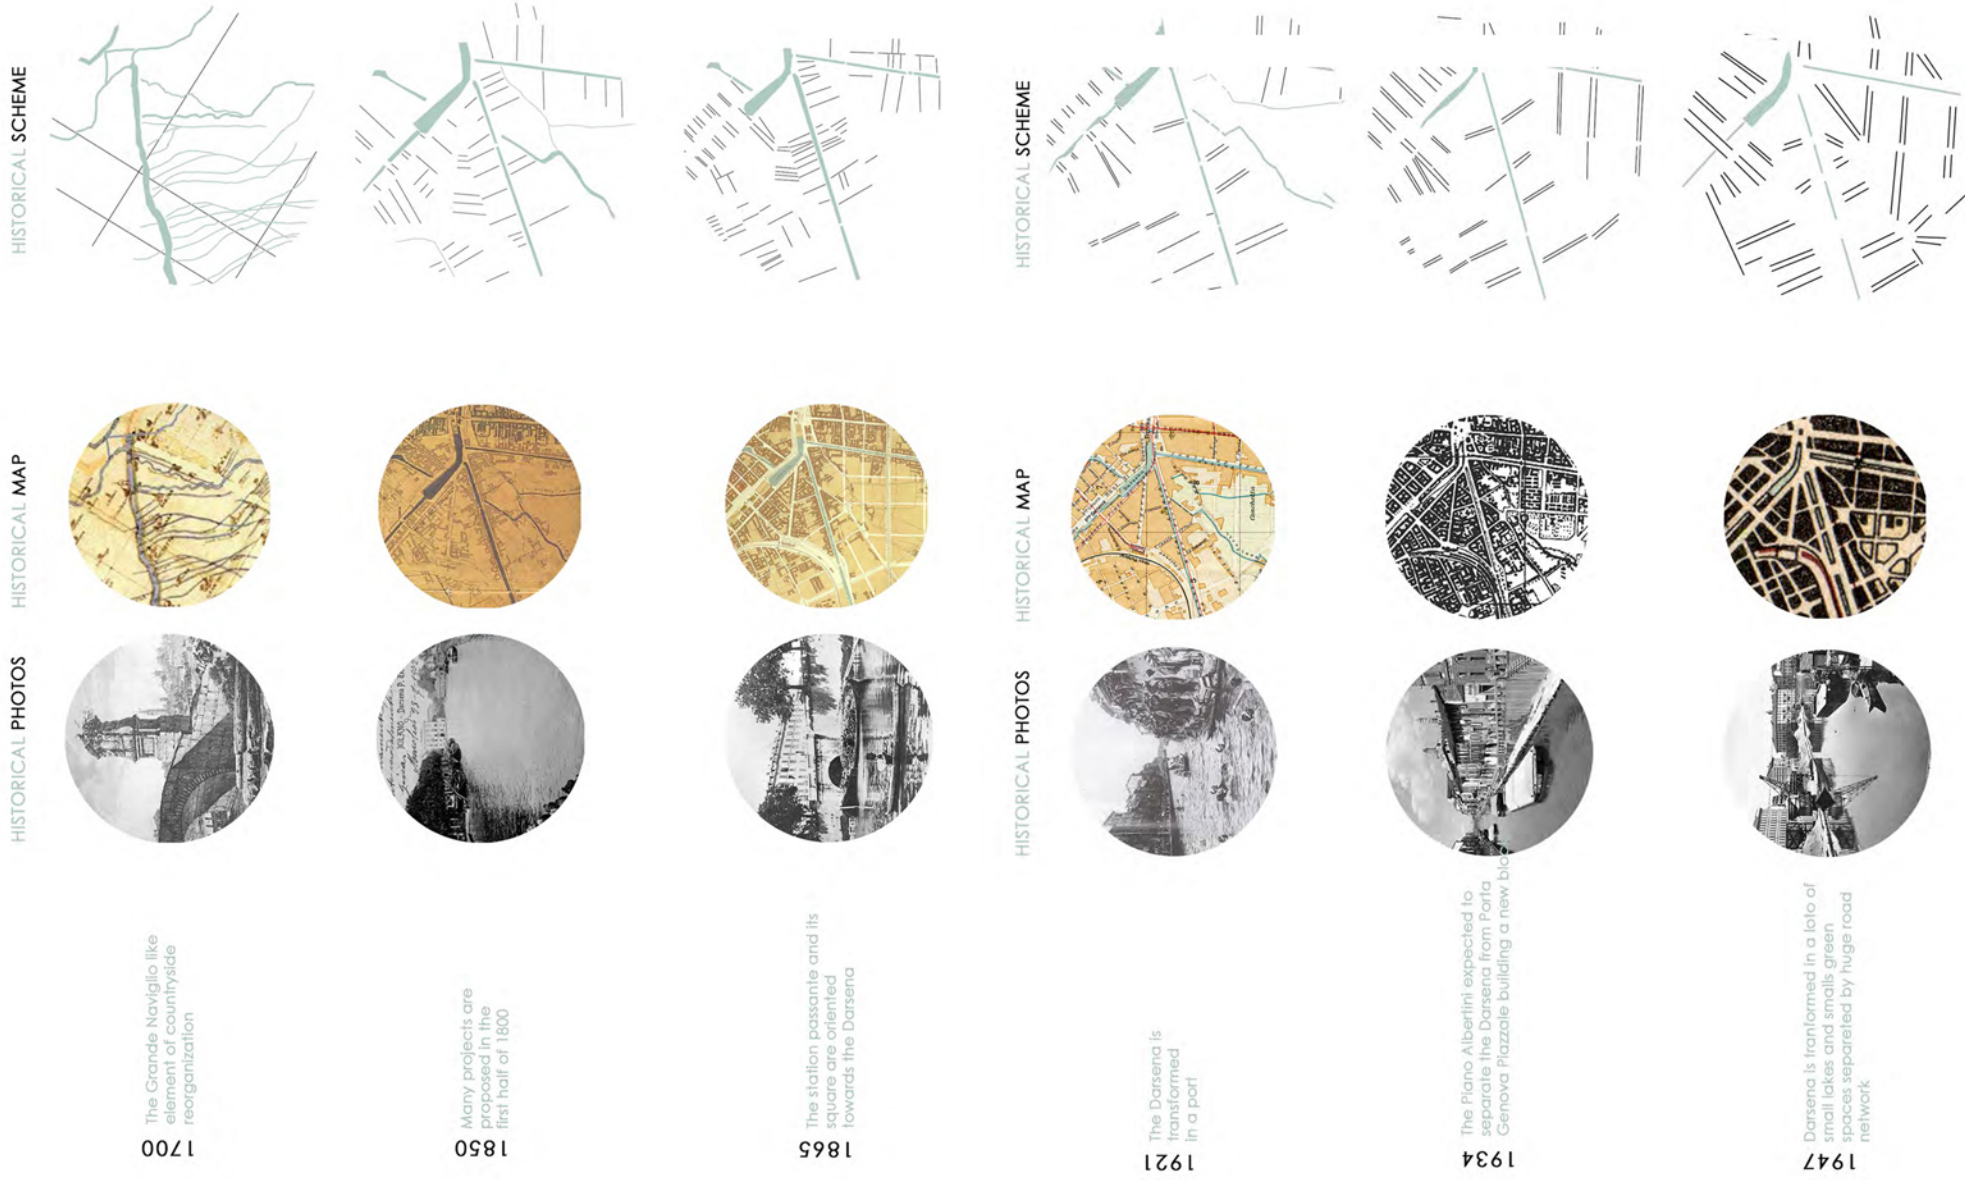 HISTORICAL PHOTOS
HISTORICAL MAP
HISTORICAL SCHEME
1700
The Grande Naviglio like
element of countryside
reorganization
1850
Many projects are
proposed in the
first half of 1800
MILANO - Darsena P.
1865
The station passante and its
square are oriented
towards the Darsena
HISTORICAL PHOTOS
HISTORICAL MAP
HISTORICAL SCHEME
1921
The Darsena is
transformed
in a port
1934
The Piano Albertini expected to
separate the Darsena from Porta
Genova Piazzale building a new bloc
1947
Darsena is tranformed in a loto of
small lakes and smalls green
spaces separeted by huge road
network